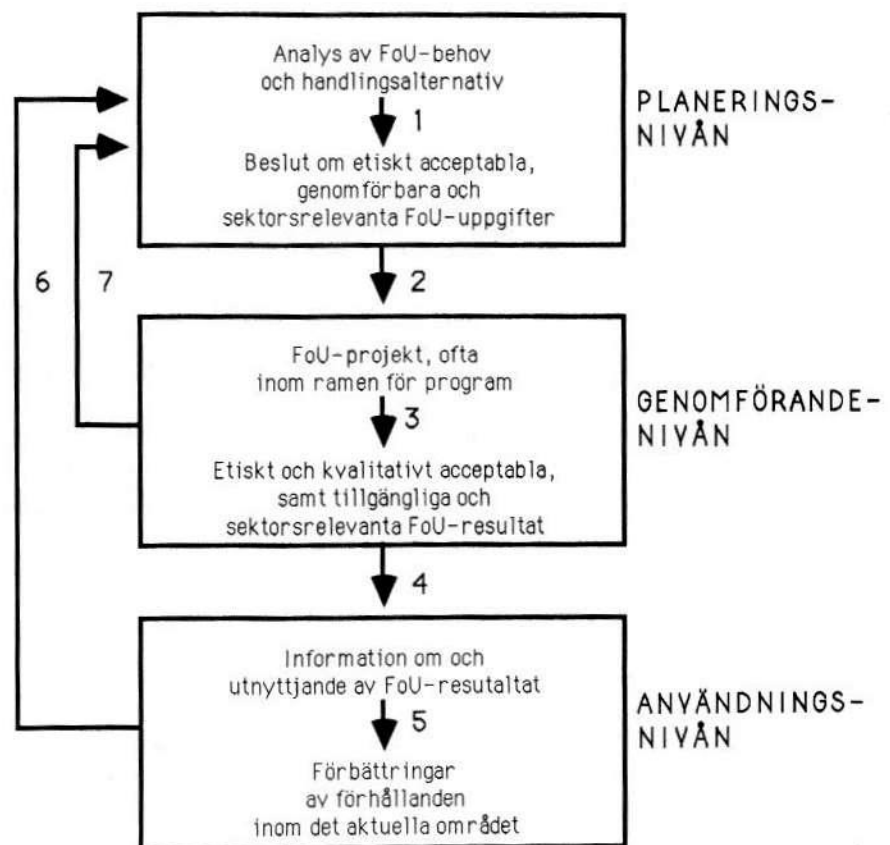 Analys av FoU-behov
och handlingsalternativ
1
Beslut om etiskt acceptabla,
genomförbara och
sektorsrelevanta FoU-uppgifter
PLANERINGS-
NIVÅN
6
7
2
FoU-projekt, ofta
inom ramen för program
3
Etiskt och kvalitativt acceptabla,
samt tillgängliga och
sektorsrelevanta FoU-resultat
GENOMFÖRANDE-
NIVÅN
4
Information om och
utnyttjande av FoU-resutaltat
5
Förbättringar
av förhållanden
inom det aktuella området
ANVÄNDNINGS-
NIVÅN